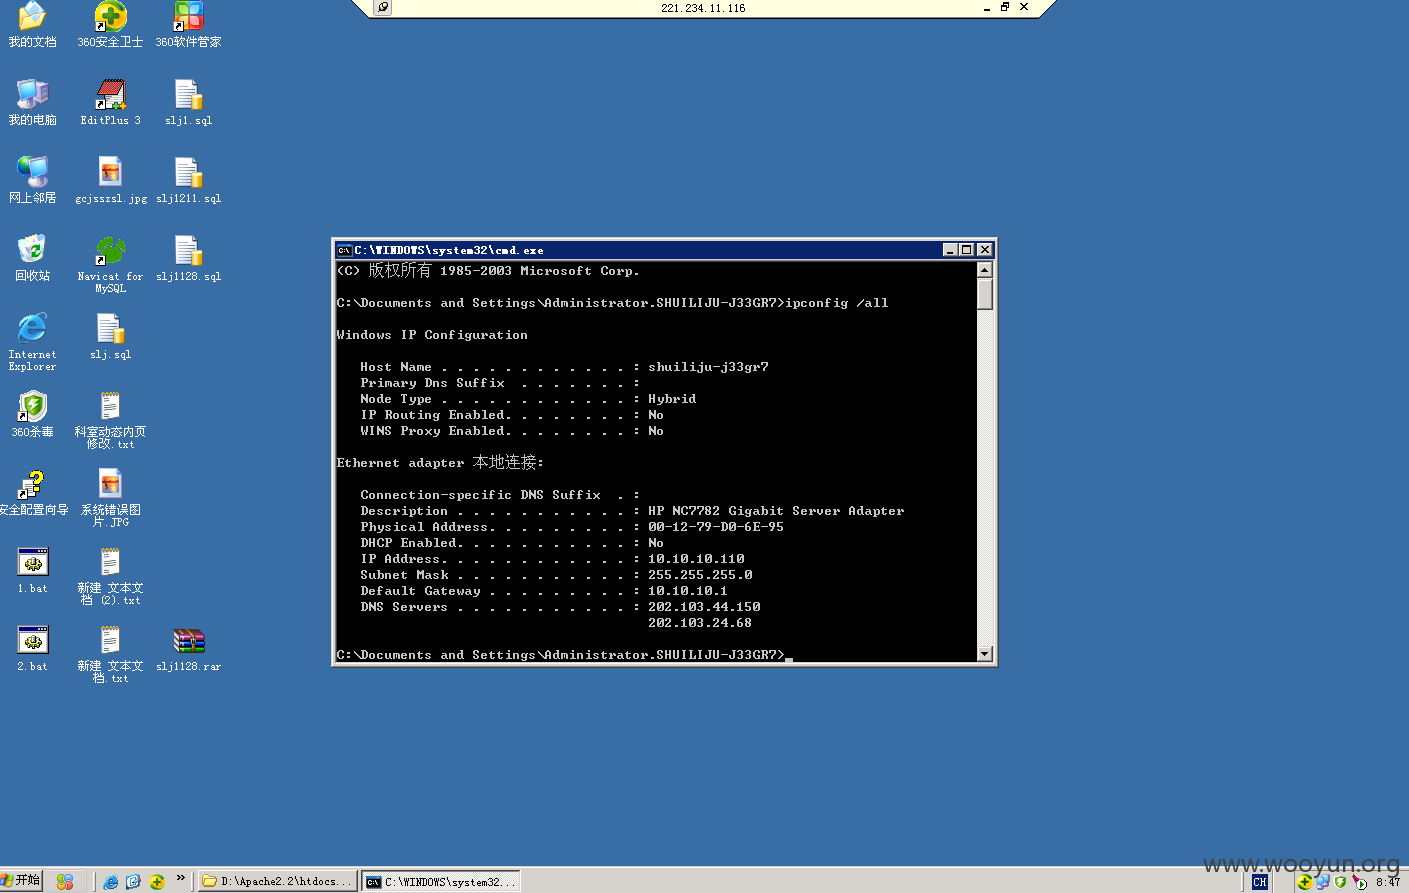 221.234.11.116
我的文档
360安全卫士
360软件管家
我的电脑
EditPlus 3
slj1.sql
网上邻居
gcjsszsl.jpg
slj1211.sql
回收站
Navicat for
MySQL
slj1128.sql
Internet
Explorer
slj.sql
360杀毒
科室动态内页
修改.txt
安全配置向导
系统错误图
片.JPG
1.bat
新建 文本文
档 (2).txt
2.bat
新建 文本文
档.txt
slj1128.rar
C:\WINDOWS\system32\cmd.exe
(C) 版权所有 1985-2003 Microsoft Corp.
C:\Documents and Settings\Administrator.SHUILIJU-J33GR7>ipconfig /all
Windows IP Configuration
Host Name . . . . . . . . . . . . : shuiliju-j33gr7
Primary Dns Suffix  . . . . . . . :
Node Type . . . . . . . . . . . . : Hybrid
IP Routing Enabled. . . . . . . . : No
WINS Proxy Enabled. . . . . . . . : No
Ethernet adapter 本地连接:
Connection-specific DNS Suffix  . :
Description . . . . . . . . . . . : HP NC7782 Gigabit Server Adapter
Physical Address. . . . . . . . . : 00-12-79-D0-6E-95
DHCP Enabled. . . . . . . . . . . : No
IP Address. . . . . . . . . . . . : 10.10.10.110
Subnet Mask . . . . . . . . . . . : 255.255.255.0
Default Gateway . . . . . . . . . : 10.10.10.1
DNS Servers . . . . . . . . . . . : 202.103.44.150
202.103.24.68
C:\Documents and Settings\Administrator.SHUILIJU-J33GR7>_
www.wooyun.org
开始
D:\Apache2.2\htdocs...
C:\WINDOWS\system32...
CH
8:47